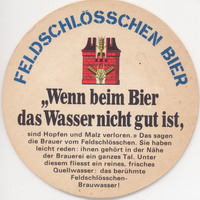 FELDSCHLÖSSCHEN BIER
„Wenn beim Bier
das Wasser nicht gut ist,
sind Hopfen und Malz verloren.» Das sagen
die Brauer vom Feldschlösschen. Sie haben
leicht reden: ihnen gehört in der Nähe
der Brauerei ein ganzes Tal. Unter
diesem fliesst ein reines, frisches
Quellwasser: das berühmte
Feldschlösschen-
Brauwasser!